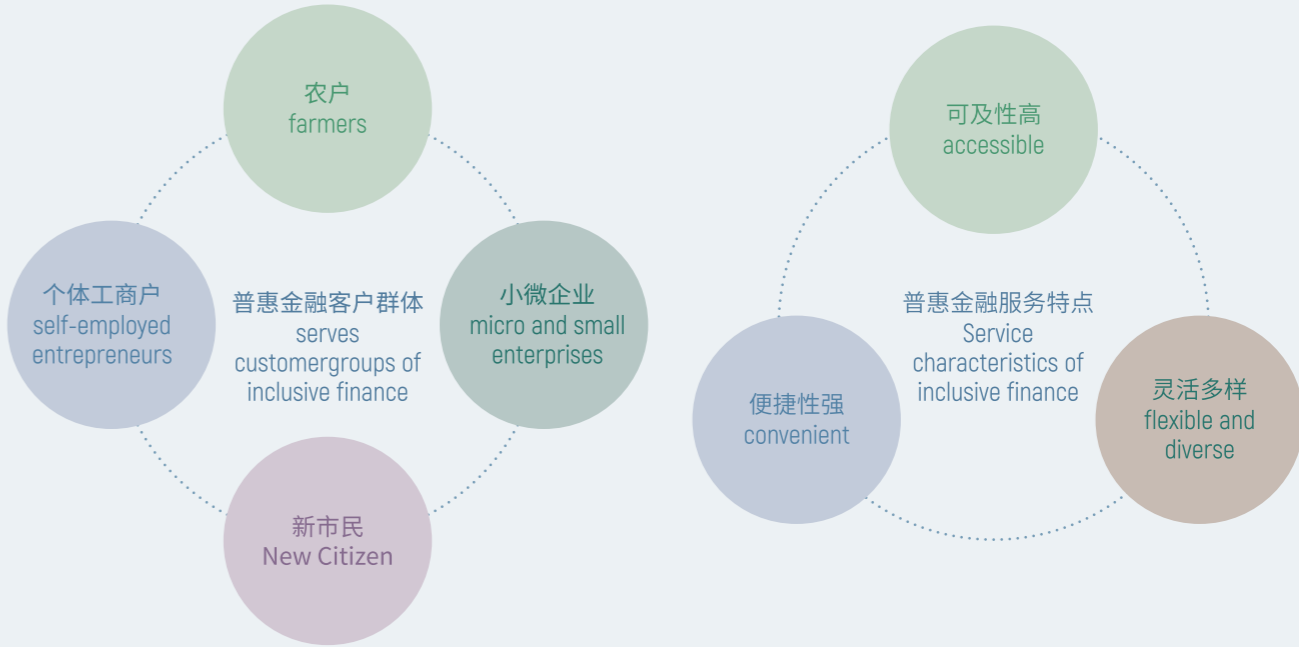 农户
farmers
个体工商户
self-employed
entrepreneurs
普惠金融客户群体
serves
customergroups of
inclusive finance
小微企业
micro and small
enterprises
新市民
New Citizen
可及性高
accessible
普惠金融服务特点
Service
characteristics of
inclusive finance
便捷性强
convenient
灵活多样
flexible and
diverse